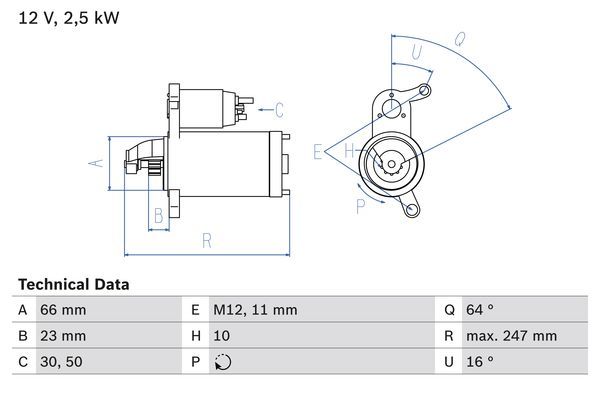 12 V, 2,5 kW
Q
U
C
A
E
H
B
P
R
Technical Data
A 66 mm E M12, 11 mm Q 64 °
B 23 mm H 10 R max. 247 mm
C 30, 50 P U 16 °